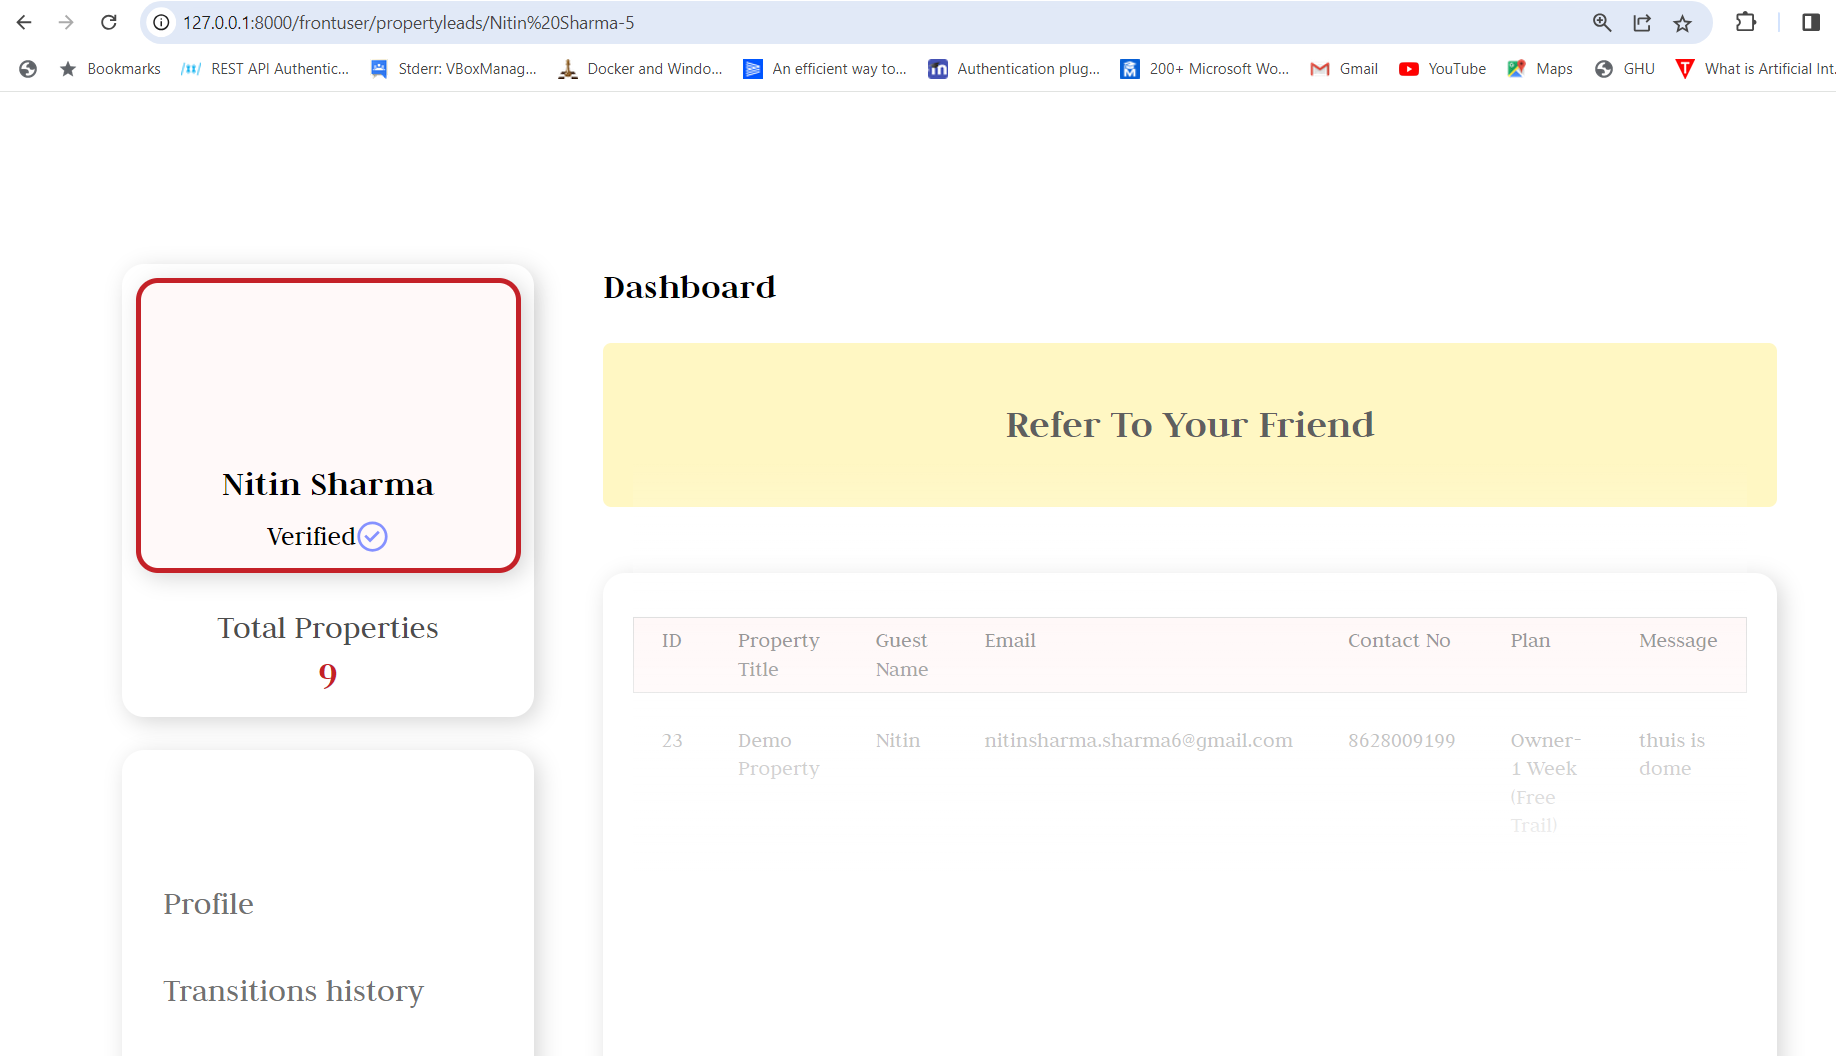 127.0.0.1:8000/frontuser/propertyleads/Nitin%20Sharma-5
Bookmarks
REST API Authentic...
Stderr: VBoxManag...
Docker and Windo...
An efficient way to...
Authentication plug...
200+ Microsoft Wo...
Gmail
YouTube
Maps
GHU
What is Artificial Int.
Nitin Sharma
Verified
Total Properties
9
Profile
Transitions history
Dashboard
Refer To Your Friend
ID Property Title Guest Name Email Contact No Plan Message
23 Demo Property Nitin nitinsharma.sharma6@gmail.com 8628009199 Owner-1 Week (Free Trail) thuis is dome